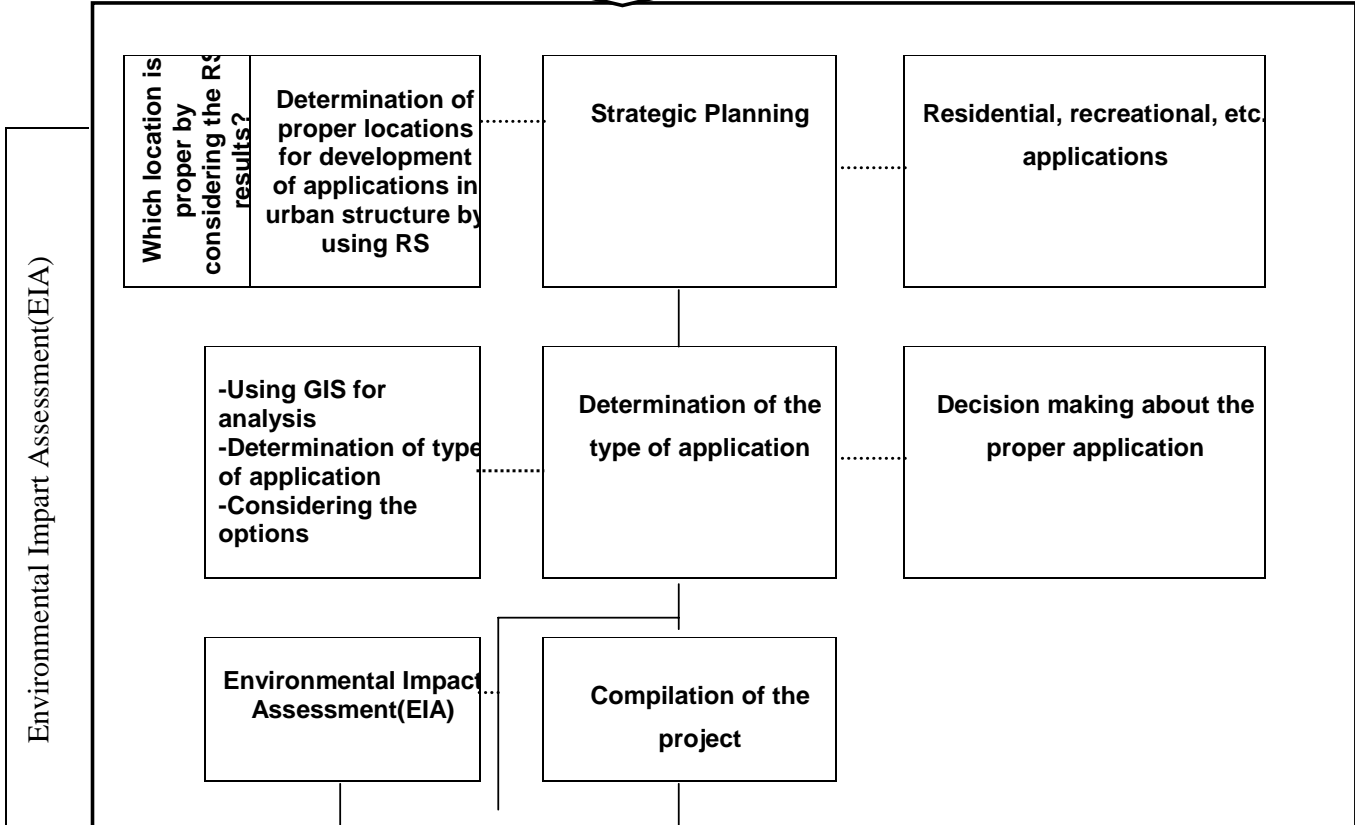 Environmental Impart Assessment(EIA)
Which location is
proper by
considering the RS
results?
Determination of
proper locations
for development
of applications in
urban structure by
using RS
Strategic Planning
Residential, recreational, etc.
applications
-Using GIS for
analysis
-Determination of type
of application
-Considering the
options
Determination of the
type of application
Decision making about the
proper application
Environmental Impact
Assessment(EIA)
Compilation of the
project